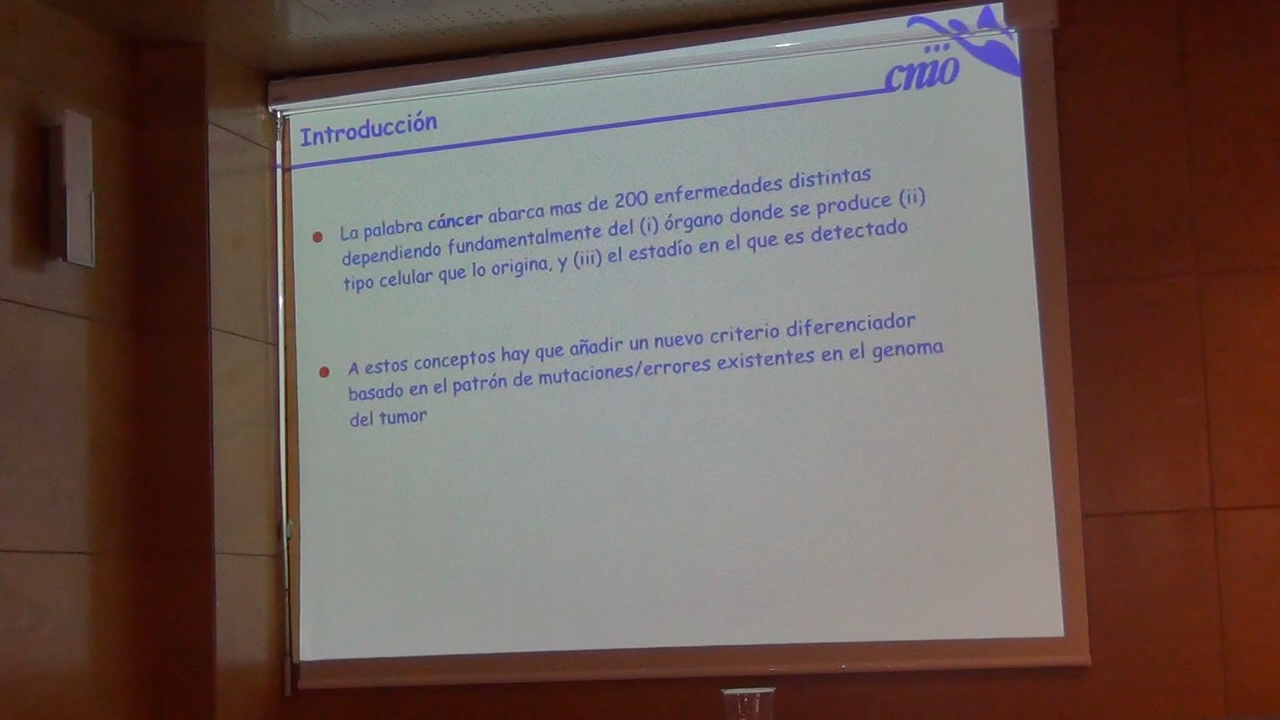 cnio
Introducción
La palabra cáncer abarca mas de 200 enfermedades distintas
dependiendo fundamentalmente del (i) órgano donde se produce (ii)
tipo celular que lo origina, y (iii) el estadío en el que es detectado
A estos conceptos hay que añadir un nuevo criterio diferenciador
basado en el patrón de mutaciones/errores existentes en el genoma
del tumor